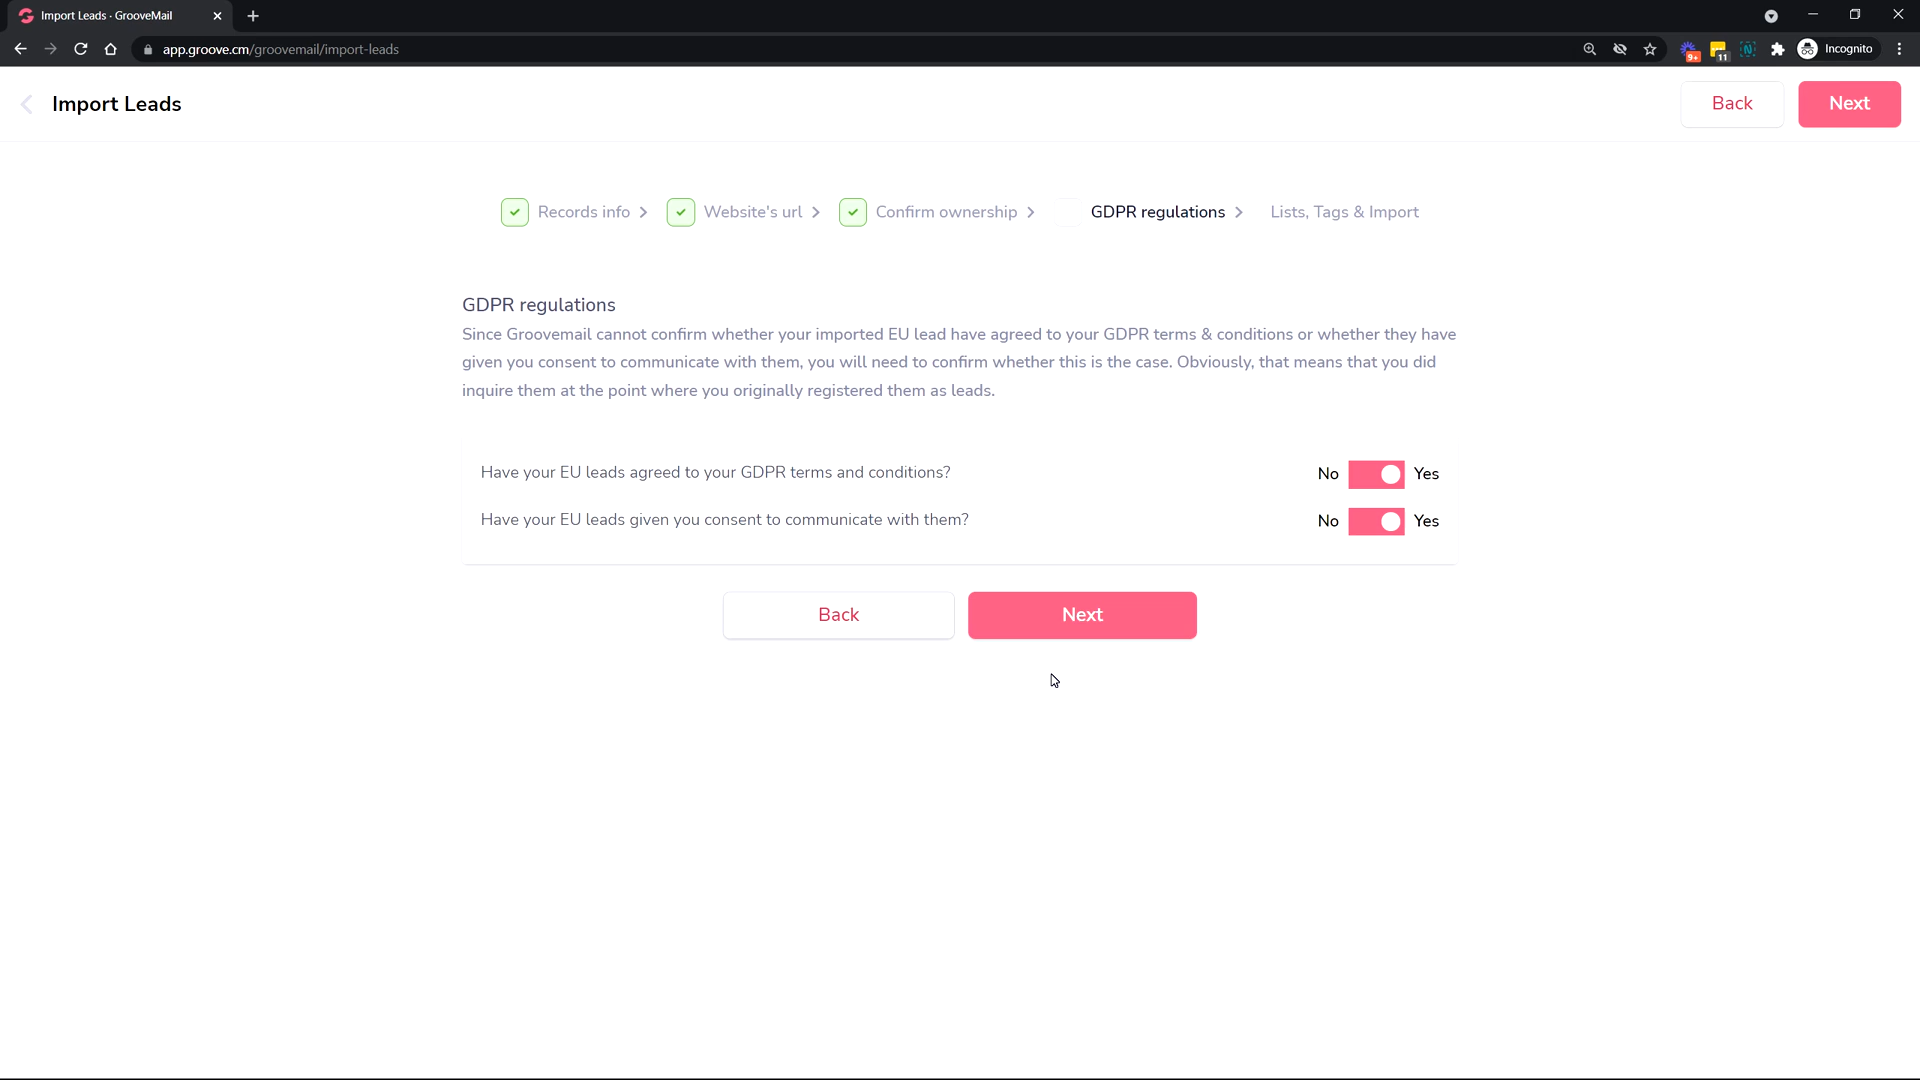 Import Leads · GrooveMail
app.groove.cm/groovemail/import-leads
9+
11
N
Incognito
Import Leads
Back
Next
Records info
Website's url
Confirm ownership
GDPR regulations
Lists, Tags & Import
GDPR regulations
Since Groovemail cannot confirm whether your imported EU lead have agreed to your GDPR terms & conditions or whether they have
given you consent to communicate with them, you will need to confirm whether this is the case. Obviously, that means that you did
inquire them at the point where you originally registered them as leads.
Have your EU leads agreed to your GDPR terms and conditions?
No
Yes
Have your EU leads given you consent to communicate with them?
No
Yes
Back
Next